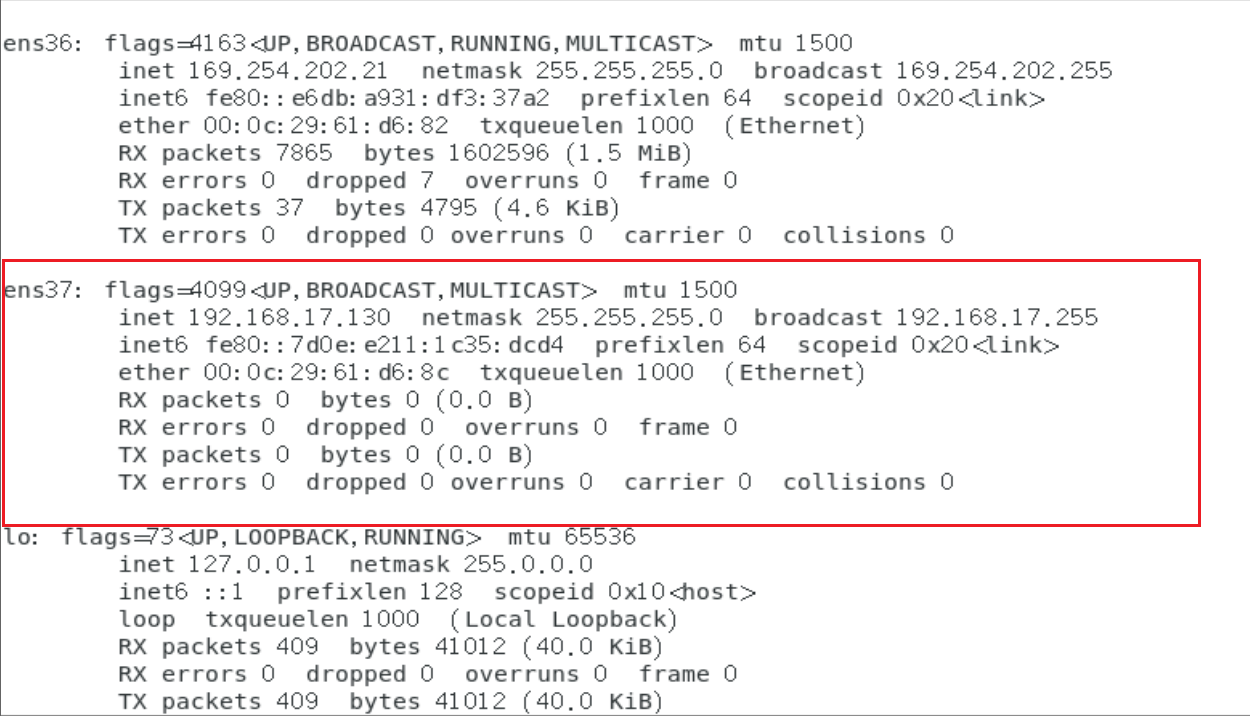 ens36: flags=4163<UP,BROADCAST,RUNNING,MULTICAST>  mtu 1500
        inet 169.254.202.21  netmask 255.255.255.0  broadcast 169.254.202.255
        inet6 fe80::e6db:a931:df3:37a2  prefixlen 64  scopeid 0x20<link>
        ether 00:0c:29:61:d6:82  txqueuelen 1000  (Ethernet)
        RX packets 7865  bytes 1602596 (1.5 MiB)
        RX errors 0  dropped 7  overruns 0  frame 0
        TX packets 37  bytes 4795 (4.6 KiB)
        TX errors 0  dropped 0 overruns 0  carrier 0  collisions 0
ens37: flags=4099<UP,BROADCAST,MULTICAST>  mtu 1500
        inet 192.168.17.130  netmask 255.255.255.0  broadcast 192.168.17.255
        inet6 fe80::7d0e:e211:1c35:dcd4  prefixlen 64  scopeid 0x20<link>
        ether 00:0c:29:61:d6:8c  txqueuelen 1000  (Ethernet)
        RX packets 0  bytes 0 (0.0 B)
        RX errors 0  dropped 0  overruns 0  frame 0
        TX packets 0  bytes 0 (0.0 B)
        TX errors 0  dropped 0 overruns 0  carrier 0  collisions 0
lo: flags=73<UP,LOOPBACK,RUNNING>  mtu 65536
        inet 127.0.0.1  netmask 255.0.0.0
        inet6 ::1  prefixlen 128  scopeid 0x10<host>
        loop  txqueuelen 1000  (Local Loopback)
        RX packets 409  bytes 41012 (40.0 KiB)
        RX errors 0  dropped 0  overruns 0  frame 0
        TX packets 409  bytes 41012 (40.0 KiB)